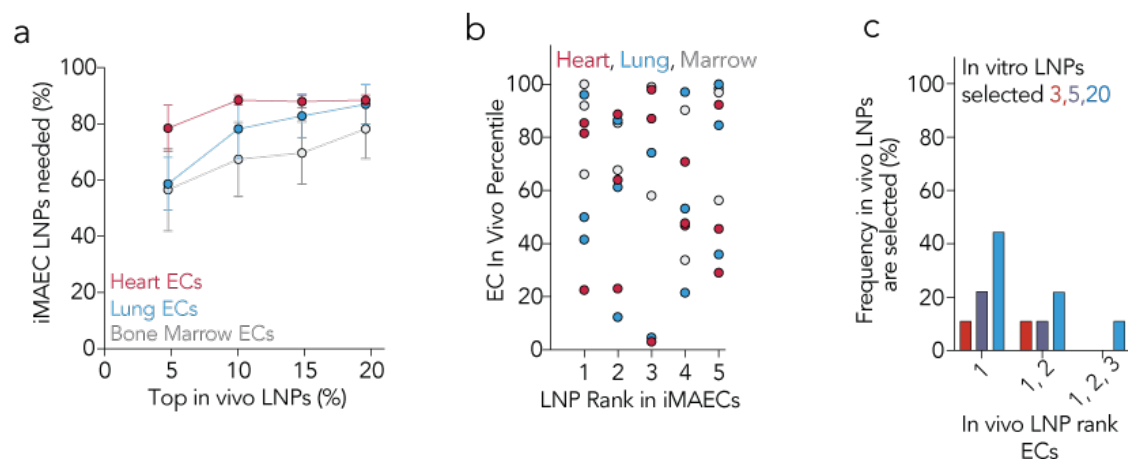 a
iMAEC LNPs needed (%)
100
80
60
40
20
0
Heart ECs
Lung ECs
Bone Marrow ECs
0 5 10 15 20
Top in vivo LNPs (%)
b
Heart, Lung, Marrow
EC In Vivo Percentile
100
80
60
40
20
0
1 2 3 4 5
LNP Rank in iMAECs
c
In vitro LNPs
selected 3,5,20
Frequency in vivo LNPs
are selected (%)
100
80
60
40
20
0
1
1, 2
1, 2, 3
In vivo LNP rank
ECs